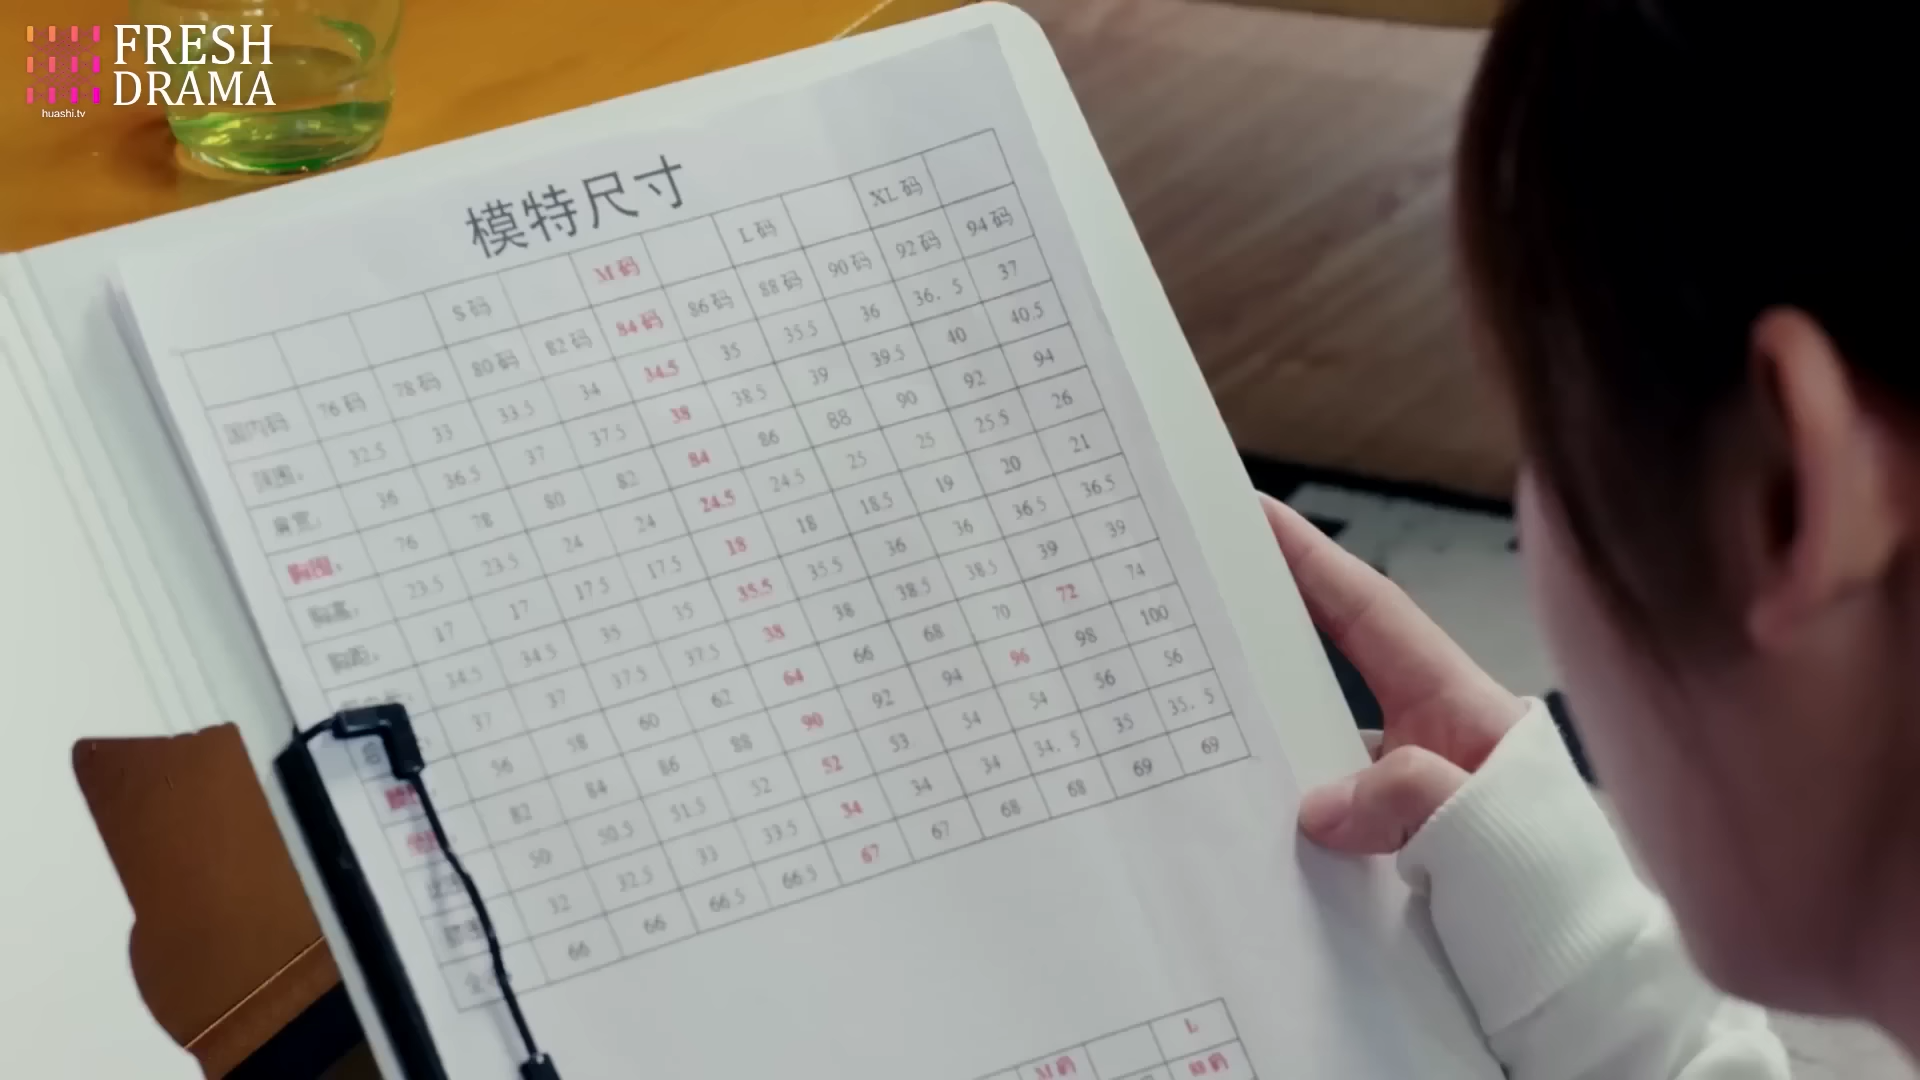 FRESH
DRAMA
huashi.tv
模特尺寸
S码 M码 L码 XL码
国内码 76码 78码 80码 82码 84码 86码 88码 90码 92码 94码
32.5 33 33.5 34 34.5 35 35.5 36 36.5 37
肩宽: 36 36.5 37 37.5 38 38.5 39 39.5 40 40.5
胸围: 76 78 80 82 84 86 88 90 92 94
胸高: 23.5 23.5 24 24 24.5 24.5 25 25 25.5 26
胸距: 17 17 17.5 17.5 18 18 18.5 19 20 21
34.5 34.5 35 35 35.5 35.5 36 36 36.5 36.5
37 37 37.5 37.5 38 38 38.5 38.5 39 39
56 58 60 62 64 66 68 70 72 74
82 84 86 88 90 92 94 96 98 100
50 50.5 51.5 52 52 53 54 54 56 56
32 32.5 33 33.5 34 34 34 34.5 35 35.5
66 66 66.5 66.5 67 67 68 68 69 69
L
M码